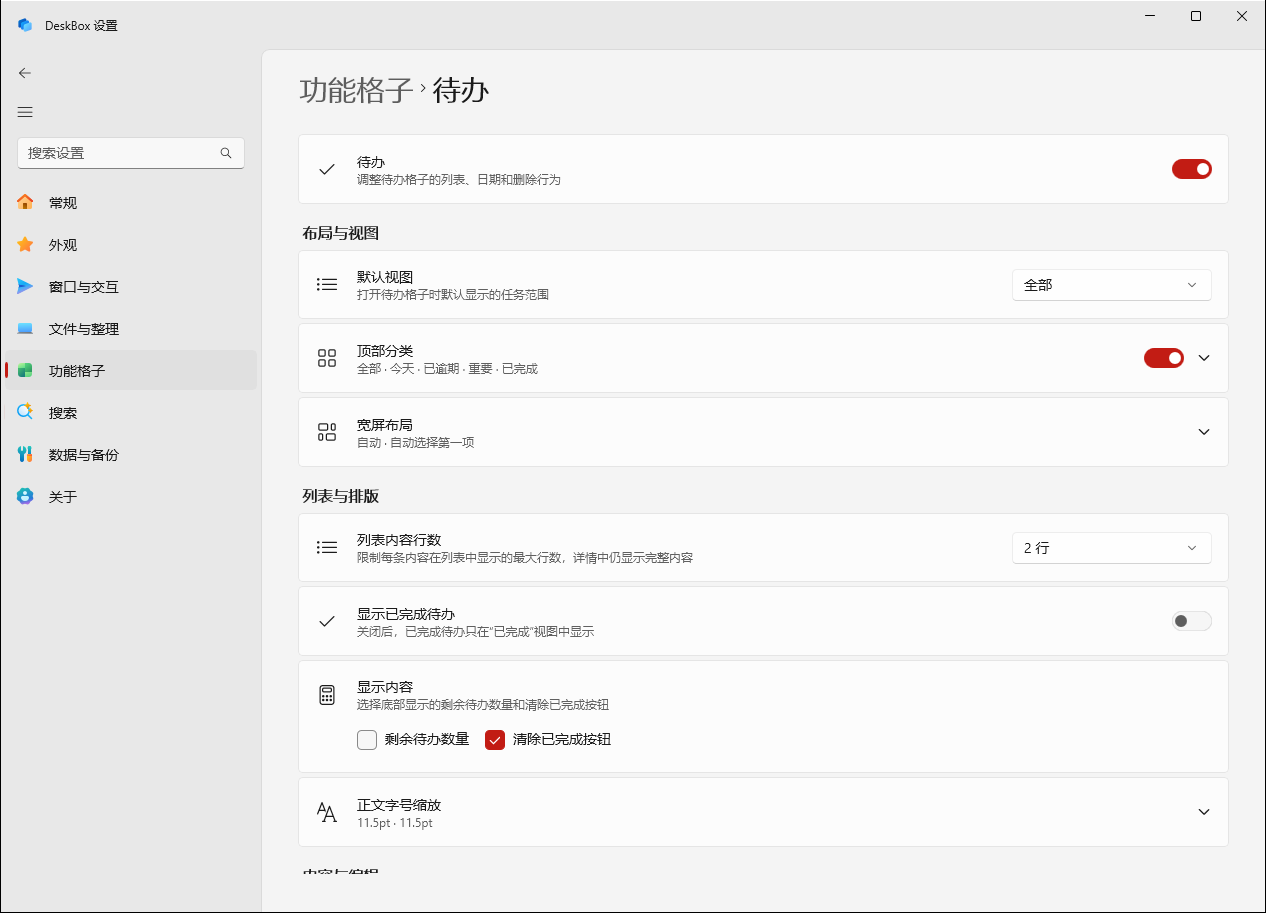 DeskBox 设置
搜索设置
常规
外观
窗口与交互
文件与整理
功能格子
搜索
数据与备份
关于
功能格子 › 待办
待办
调整待办格子的列表、日期和删除行为
布局与视图
默认视图
打开待办格子时默认显示的任务范围
全部
顶部分类
全部 · 今天 · 已逾期 · 重要 · 已完成
宽屏布局
自动 · 自动选择第一项
列表与排版
列表内容行数
限制每条内容在列表中显示的最大行数，详情中仍显示完整内容
2 行
显示已完成待办
关闭后，已完成待办只在“已完成”视图中显示
显示内容
选择底部显示的剩余待办数量和清除已完成按钮
剩余待办数量 清除已完成按钮
正文字号缩放
11.5pt · 11.5pt
内容与编辑